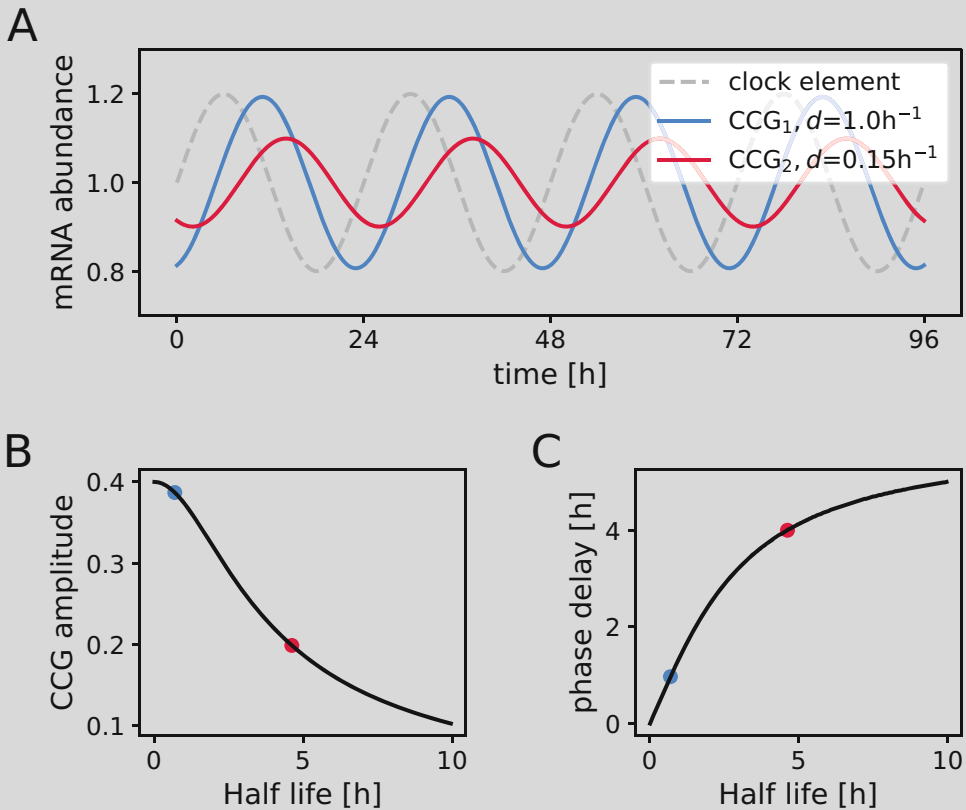 A
mRNA abundance
1.2
1.0
0.8
clock element
CCG₁, d=1.0h⁻¹
CCG₂, d=0.15h⁻¹
0 24 48 72 96
time [h]
B
CCG amplitude
0.4
0.3
0.2
0.1
0 5 10
Half life [h]
C
phase delay [h]
4
2
0
0 5 10
Half life [h]